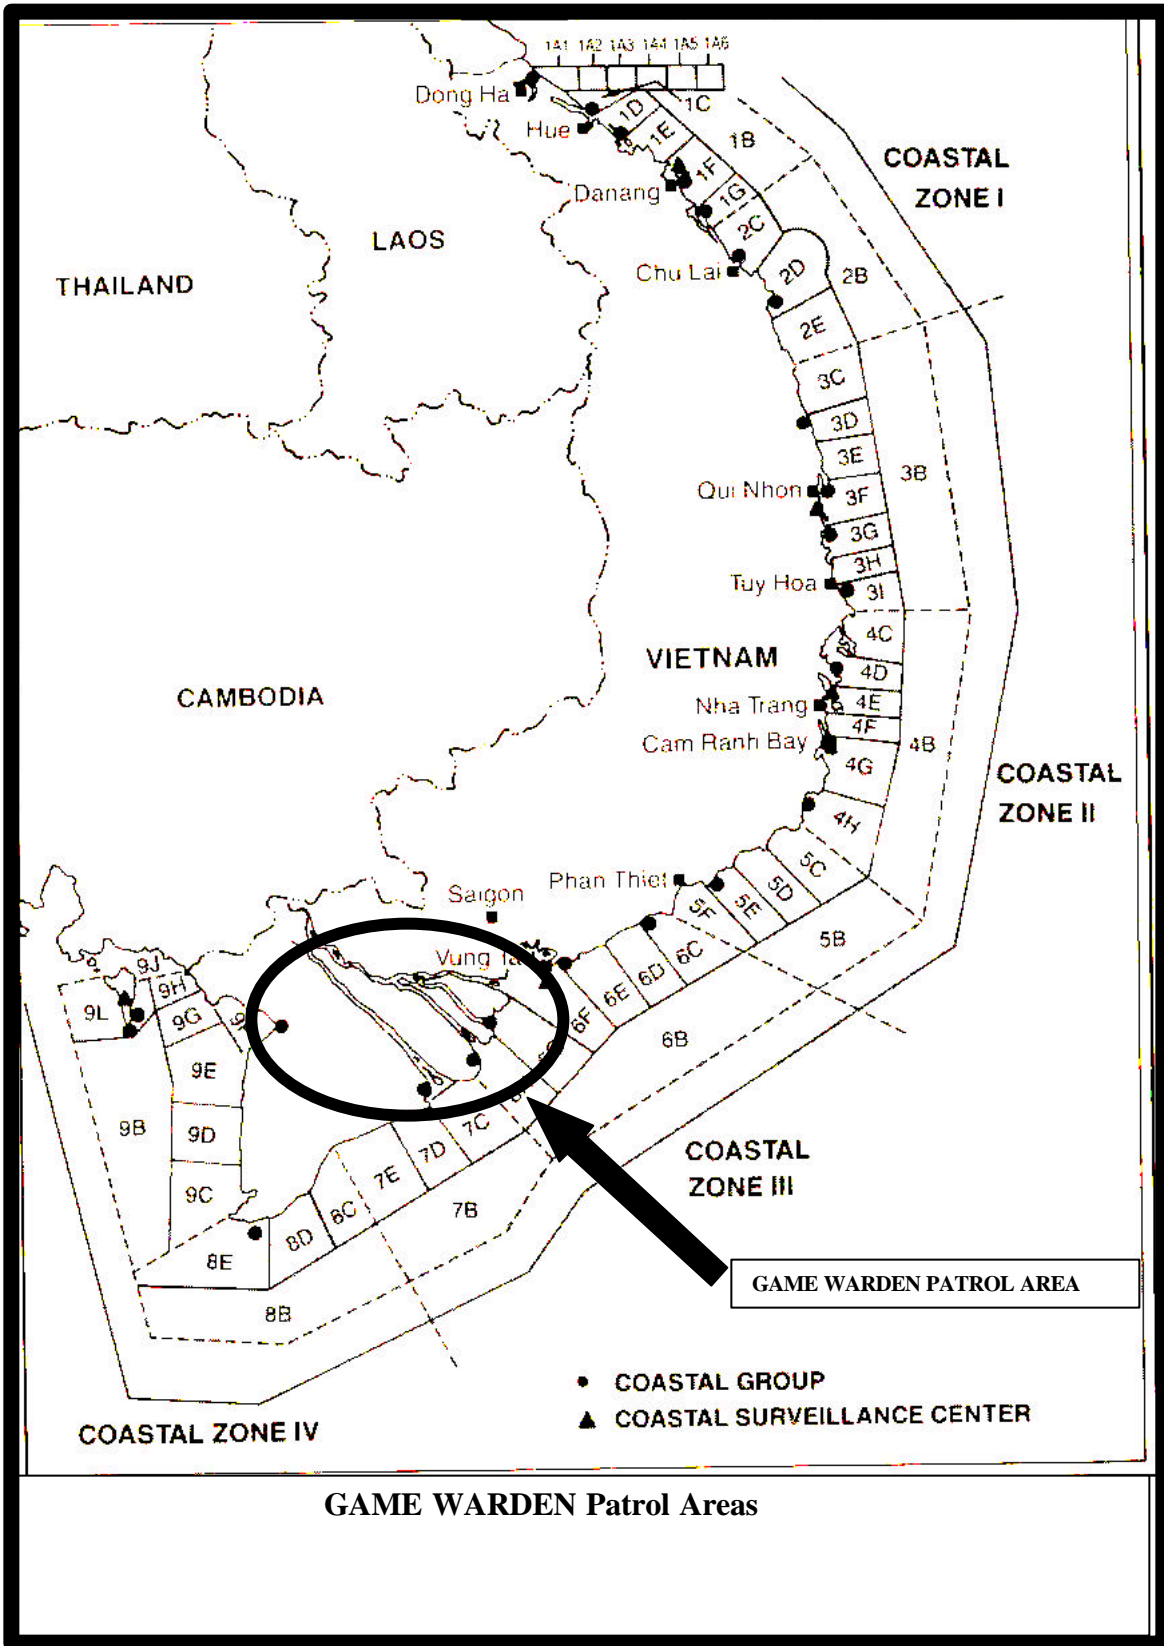 1A1 1A2 1A3 1A4 1A5 1A6
Dong Ha
1C
1D
Hue
1E
1B
COASTAL
ZONE I
1F
Danang
1G
2C
LAOS
Chu Lai
2D
2B
THAILAND
2E
3C
3D
3E
3B
Qui Nhon
3F
3G
3H
Tuy Hoa
3I
4C
VIETNAM
4D
CAMBODIA
Nha Trang
4E
4F
Cam Ranh Bay
4B
4G
COASTAL
ZONE II
4H
5C
Phan Thiet
5D
Saigon
5E
5F
5B
Vung
6C
6D
6E
6F
6B
9J
9H
9L
9G
9E
9B
9D
7C
7D
COASTAL
ZONE III
7E
9C
7B
8C
8D
8E
GAME WARDEN PATROL AREA
8B
COASTAL GROUP
COASTAL SURVEILLANCE CENTER
COASTAL ZONE IV
GAME WARDEN Patrol Areas